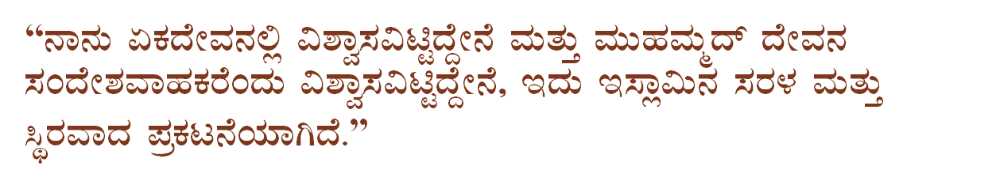 “ನಾನು ಏಕದೇವನಲ್ಲಿ ವಿಶ್ವಾಸವಿಟ್ಟಿದ್ದೇನೆ ಮತ್ತು ಮುಹಮ್ಮದ್ ದೇವನ
ಸಂದೇಶವಾಹಕರೆಂದು ವಿಶ್ವಾಸವಿಟ್ಟಿದ್ದೇನೆ, ಇದು ಇಸ್ಲಾಮಿನ ಸರಳ ಮತ್ತು
ಸ್ಥಿರವಾದ ಪ್ರಕಟನೆಯಾಗಿದೆ.”